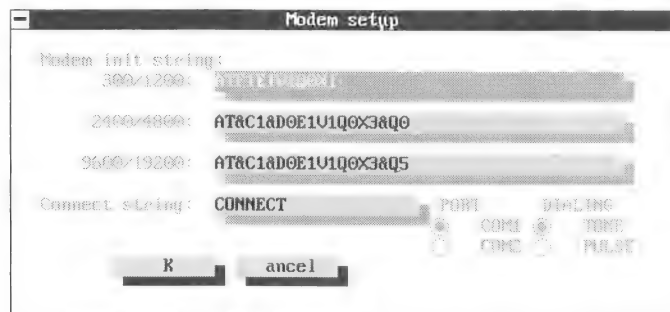 Modem setup
Modem init string:
300/1200:
2400/4800: AT&C1&D0E1V1Q0X3&Q0
9600/19200: AT&C1&D0E1V1Q0X3&Q5
Connect string: CONNECT PORT DIALING
COM1 TONE
COM2 PULSE
K ancel